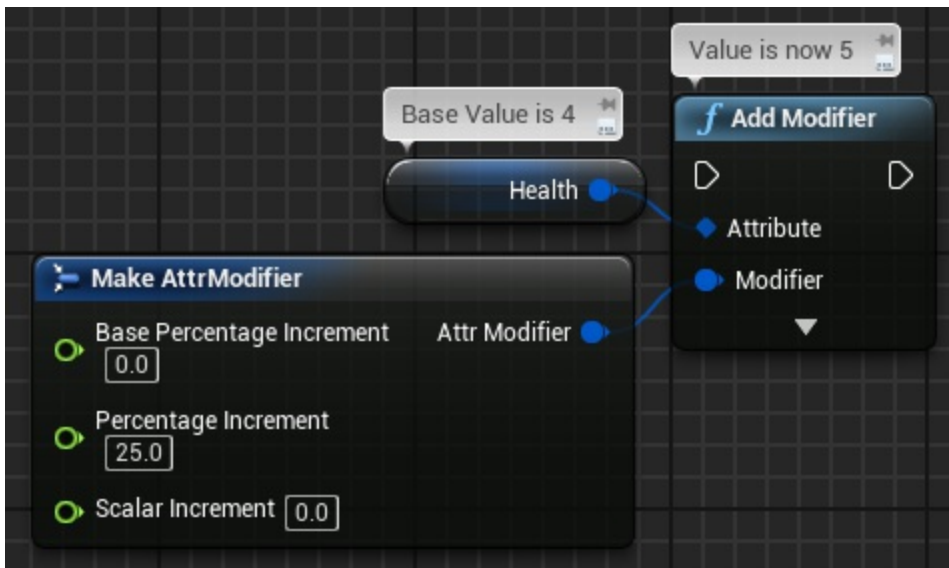 Value is now 5
Base Value is 4
f Add Modifier
Health
Attribute
Make AttrModifier
Modifier
Base Percentage Increment
Attr Modifier
0.0
Percentage Increment
25.0
Scalar Increment 0.0